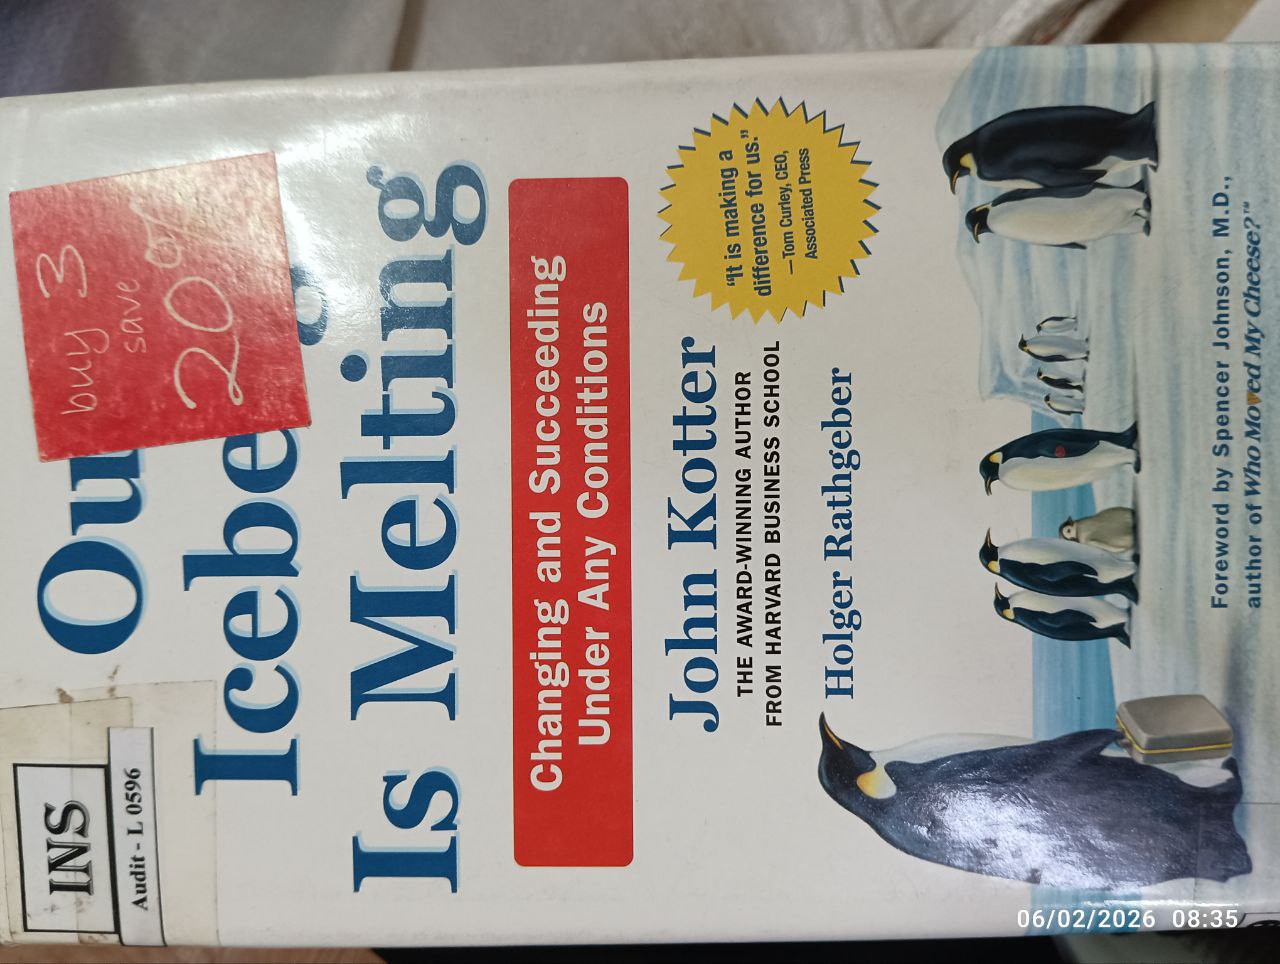 INS
Audit - L 0596
buy 3
save
20%
Ou
Iceberg
Is Melting
Changing and Succeeding
Under Any Conditions
"It is making a
difference for us."
—Tom Curley, CEO,
Associated Press
John Kotter
THE AWARD-WINNING AUTHOR
FROM HARVARD BUSINESS SCHOOL
Holger Rathgeber
Foreword by Spencer Johnson, M.D.,
author of Who Moved My Cheese?™
06/02/2026 08:35